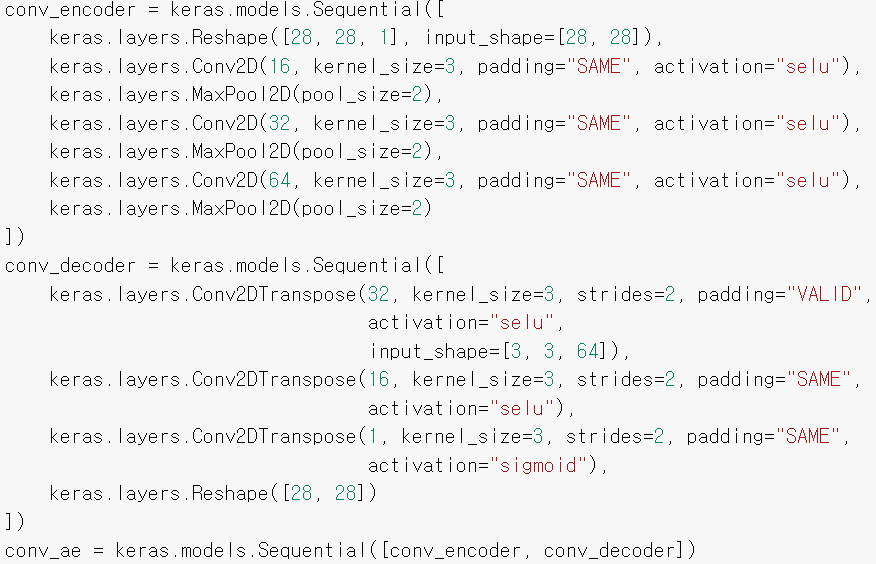 conv_encoder = keras.models.Sequential([
    keras.layers.Reshape([28, 28, 1], input_shape=[28, 28]),
    keras.layers.Conv2D(16, kernel_size=3, padding="SAME", activation="selu"),
    keras.layers.MaxPool2D(pool_size=2),
    keras.layers.Conv2D(32, kernel_size=3, padding="SAME", activation="selu"),
    keras.layers.MaxPool2D(pool_size=2),
    keras.layers.Conv2D(64, kernel_size=3, padding="SAME", activation="selu"),
    keras.layers.MaxPool2D(pool_size=2)
])
conv_decoder = keras.models.Sequential([
    keras.layers.Conv2DTranspose(32, kernel_size=3, strides=2, padding="VALID",
                                 activation="selu",
                                 input_shape=[3, 3, 64]),
    keras.layers.Conv2DTranspose(16, kernel_size=3, strides=2, padding="SAME",
                                 activation="selu"),
    keras.layers.Conv2DTranspose(1, kernel_size=3, strides=2, padding="SAME",
                                 activation="sigmoid"),
    keras.layers.Reshape([28, 28])
])
conv_ae = keras.models.Sequential([conv_encoder, conv_decoder])